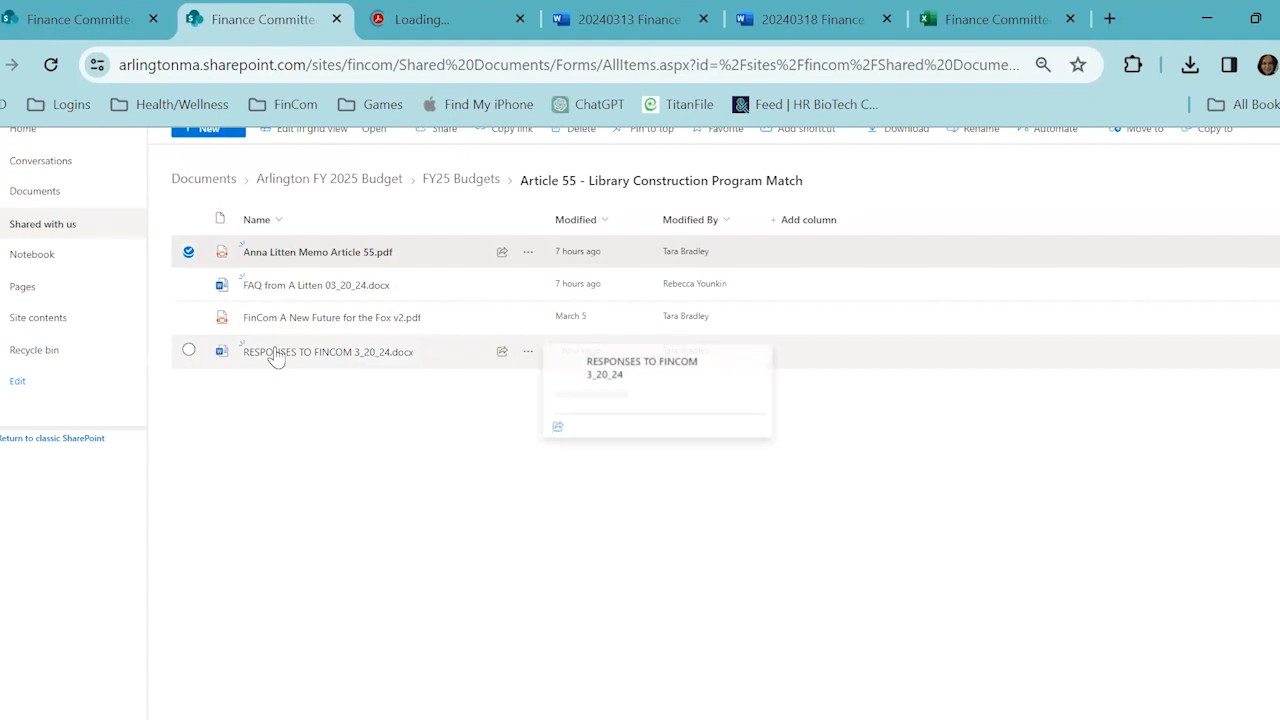 Finance Committe
Finance Committe
Loading...
20240313 Finance
20240318 Finance
Finance Committe
arlingtonma.sharepoint.com/sites/fincom/Shared%20Documents/Forms/AllItems.aspx?id=%2Fsites%2Ffincom%2FShared%20Docume...
Logins
Health/Wellness
FinCom
Games
Find My iPhone
ChatGPT
TitanFile
Feed | HR BioTech C...
All Book
Home
New
Edit in grid view
Open
Share
Copy link
Delete
Pin to top
Favorite
Add shortcut
Download
Rename
Automate
Move to
Copy to
Conversations
Documents
Shared with us
Notebook
Pages
Site contents
Recycle bin
Edit
Return to classic SharePoint
Documents > Arlington FY 2025 Budget > FY25 Budgets > Article 55 - Library Construction Program Match
Name
Modified
Modified By
+ Add column
Anna Litten Memo Article 55.pdf
7 hours ago
Tara Bradley
FAQ from A Litten 03_20_24.docx
7 hours ago
Rebecca Younkin
FinCom A New Future for the Fox v2.pdf
March 5
Tara Bradley
RESPONSES TO FINCOM 3_20_24.docx
RESPONSES TO FINCOM
3_20_24